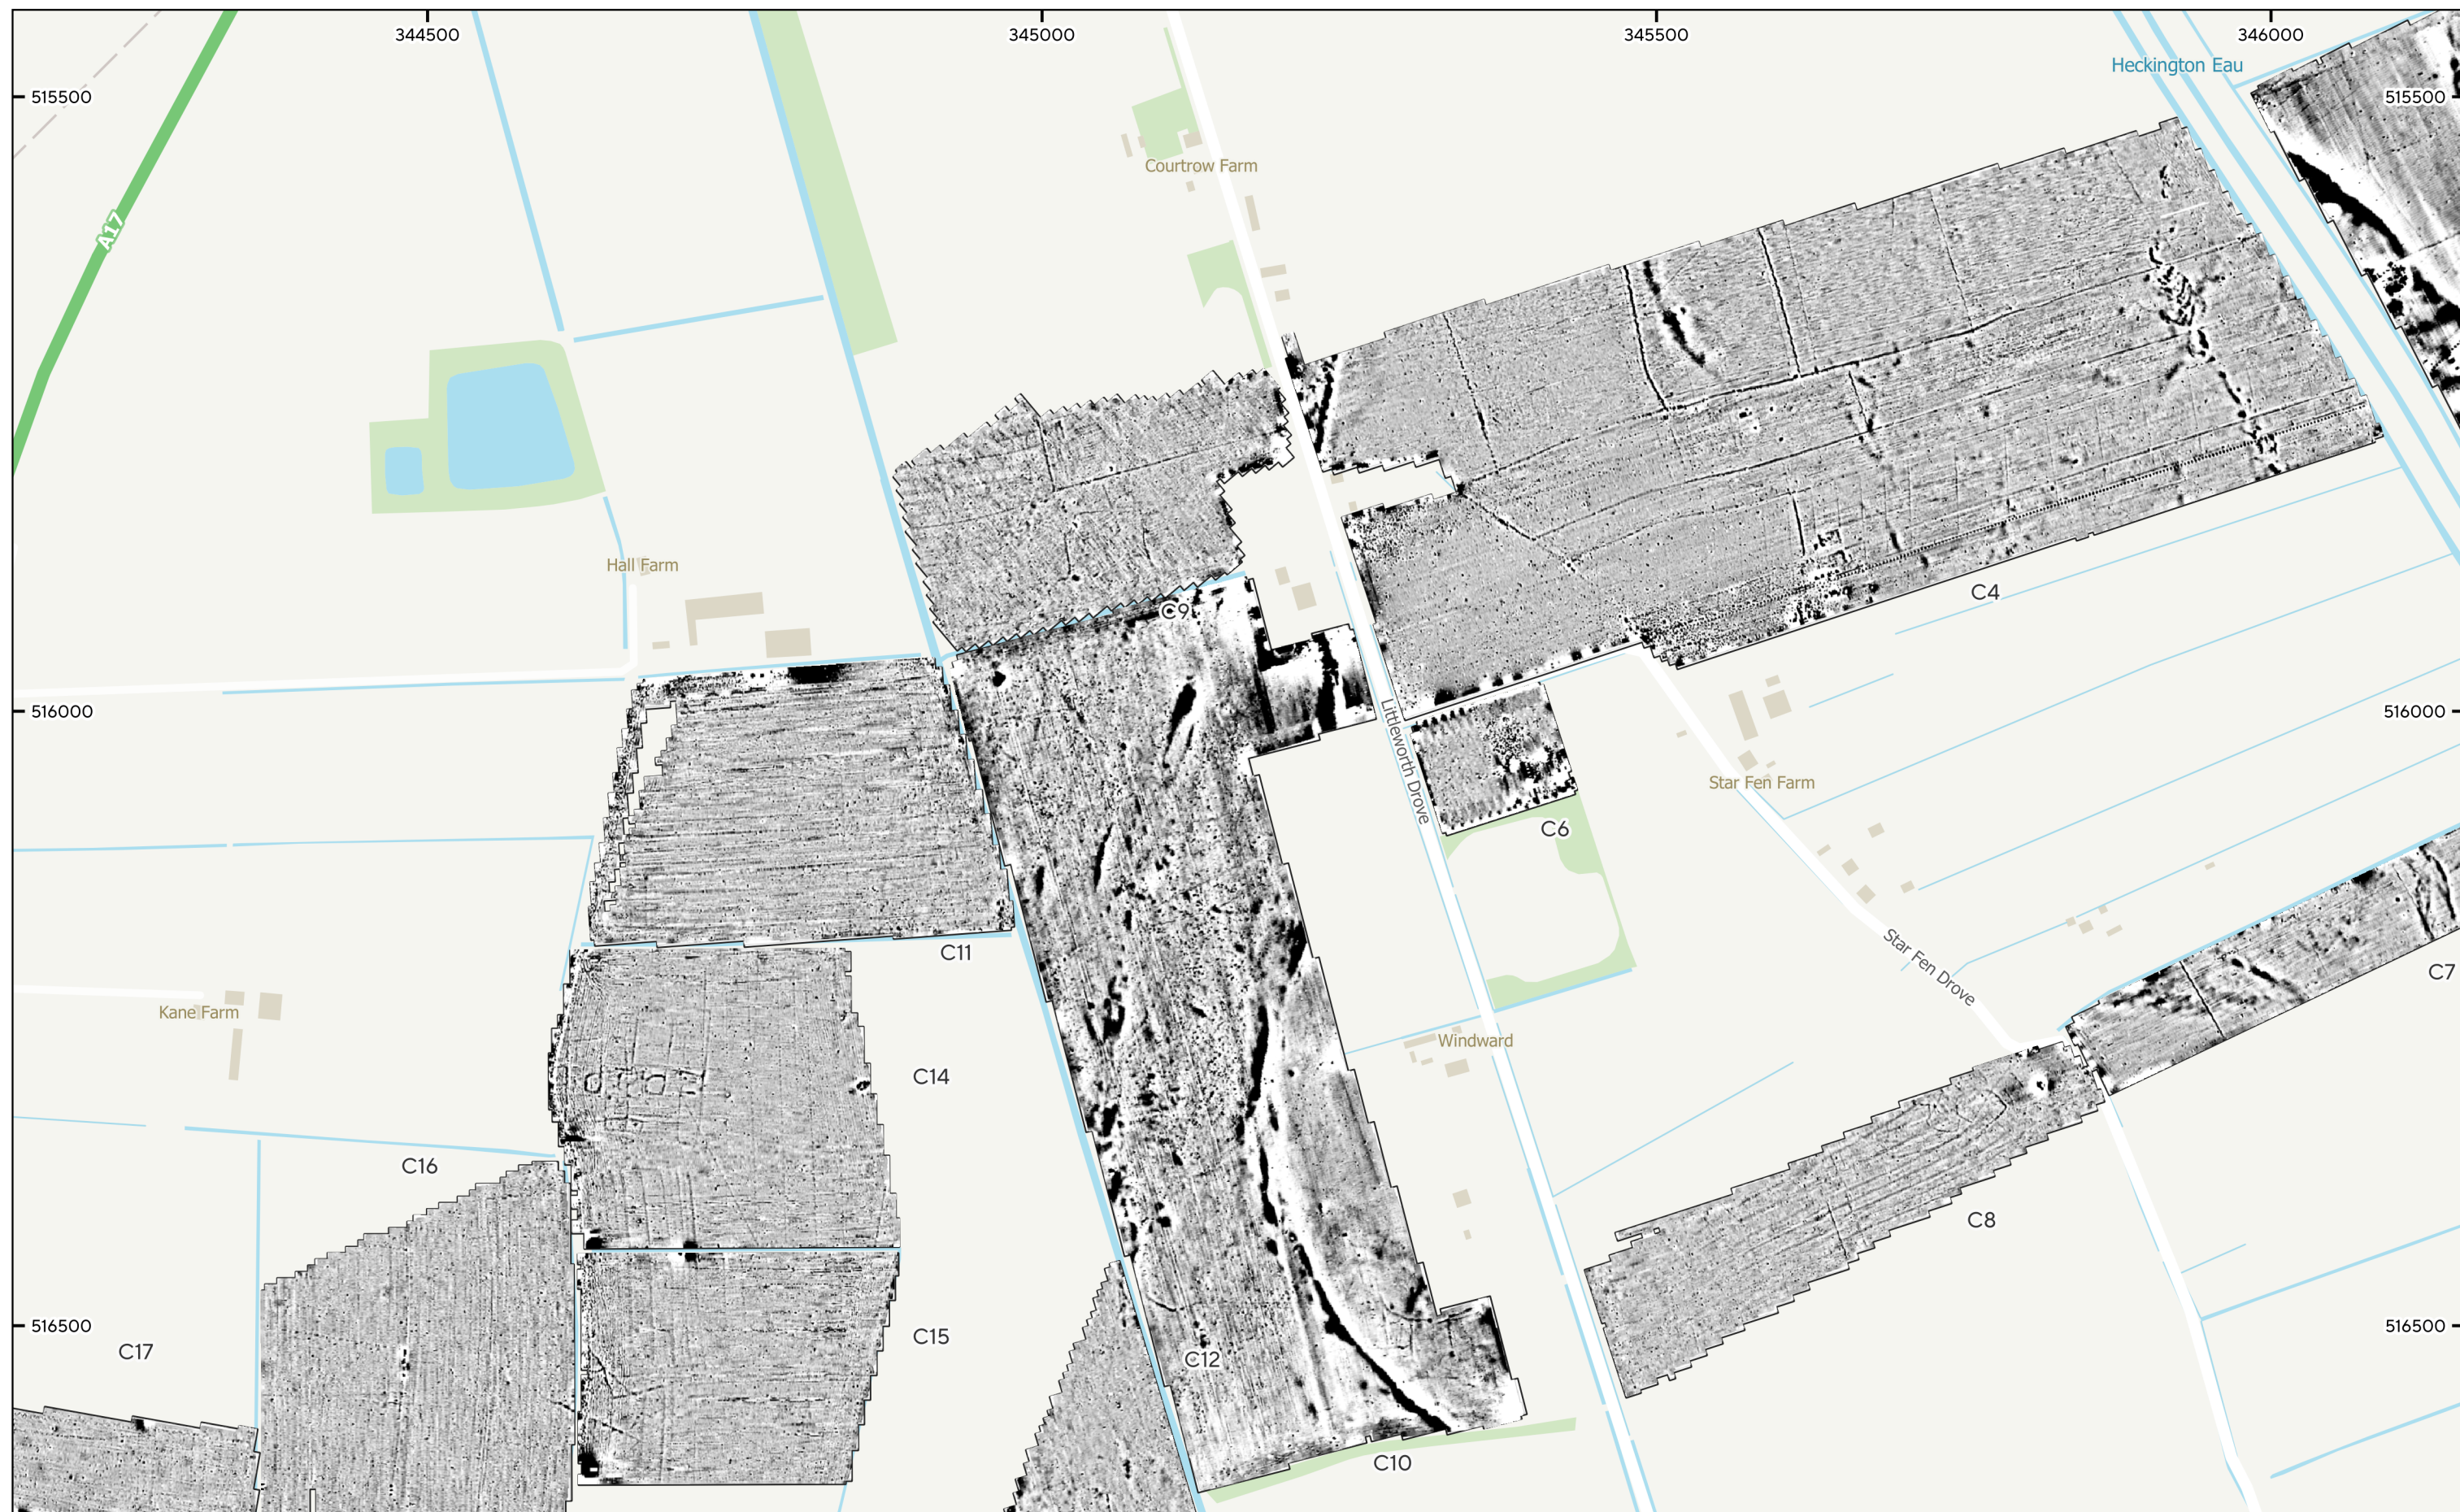 344500
345000
345500
346000
Heckington Eau
515500
515500
Courtrow Farm
A17
Hall Farm
C4
C9
516000
516000
Littleworth Drove
Star Fen Farm
C6
Star Fen Drove
C11
C7
Kane Farm
Windward
C14
C16
C8
516500
516500
C15
C17
C12
C10